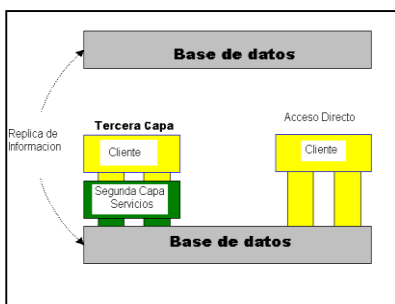 Base de datos
Tercera Capa
Acceso Directo
Replica de
Informacion
Cliente
Cliente
Segunda Capa
Servicios
Base de datos